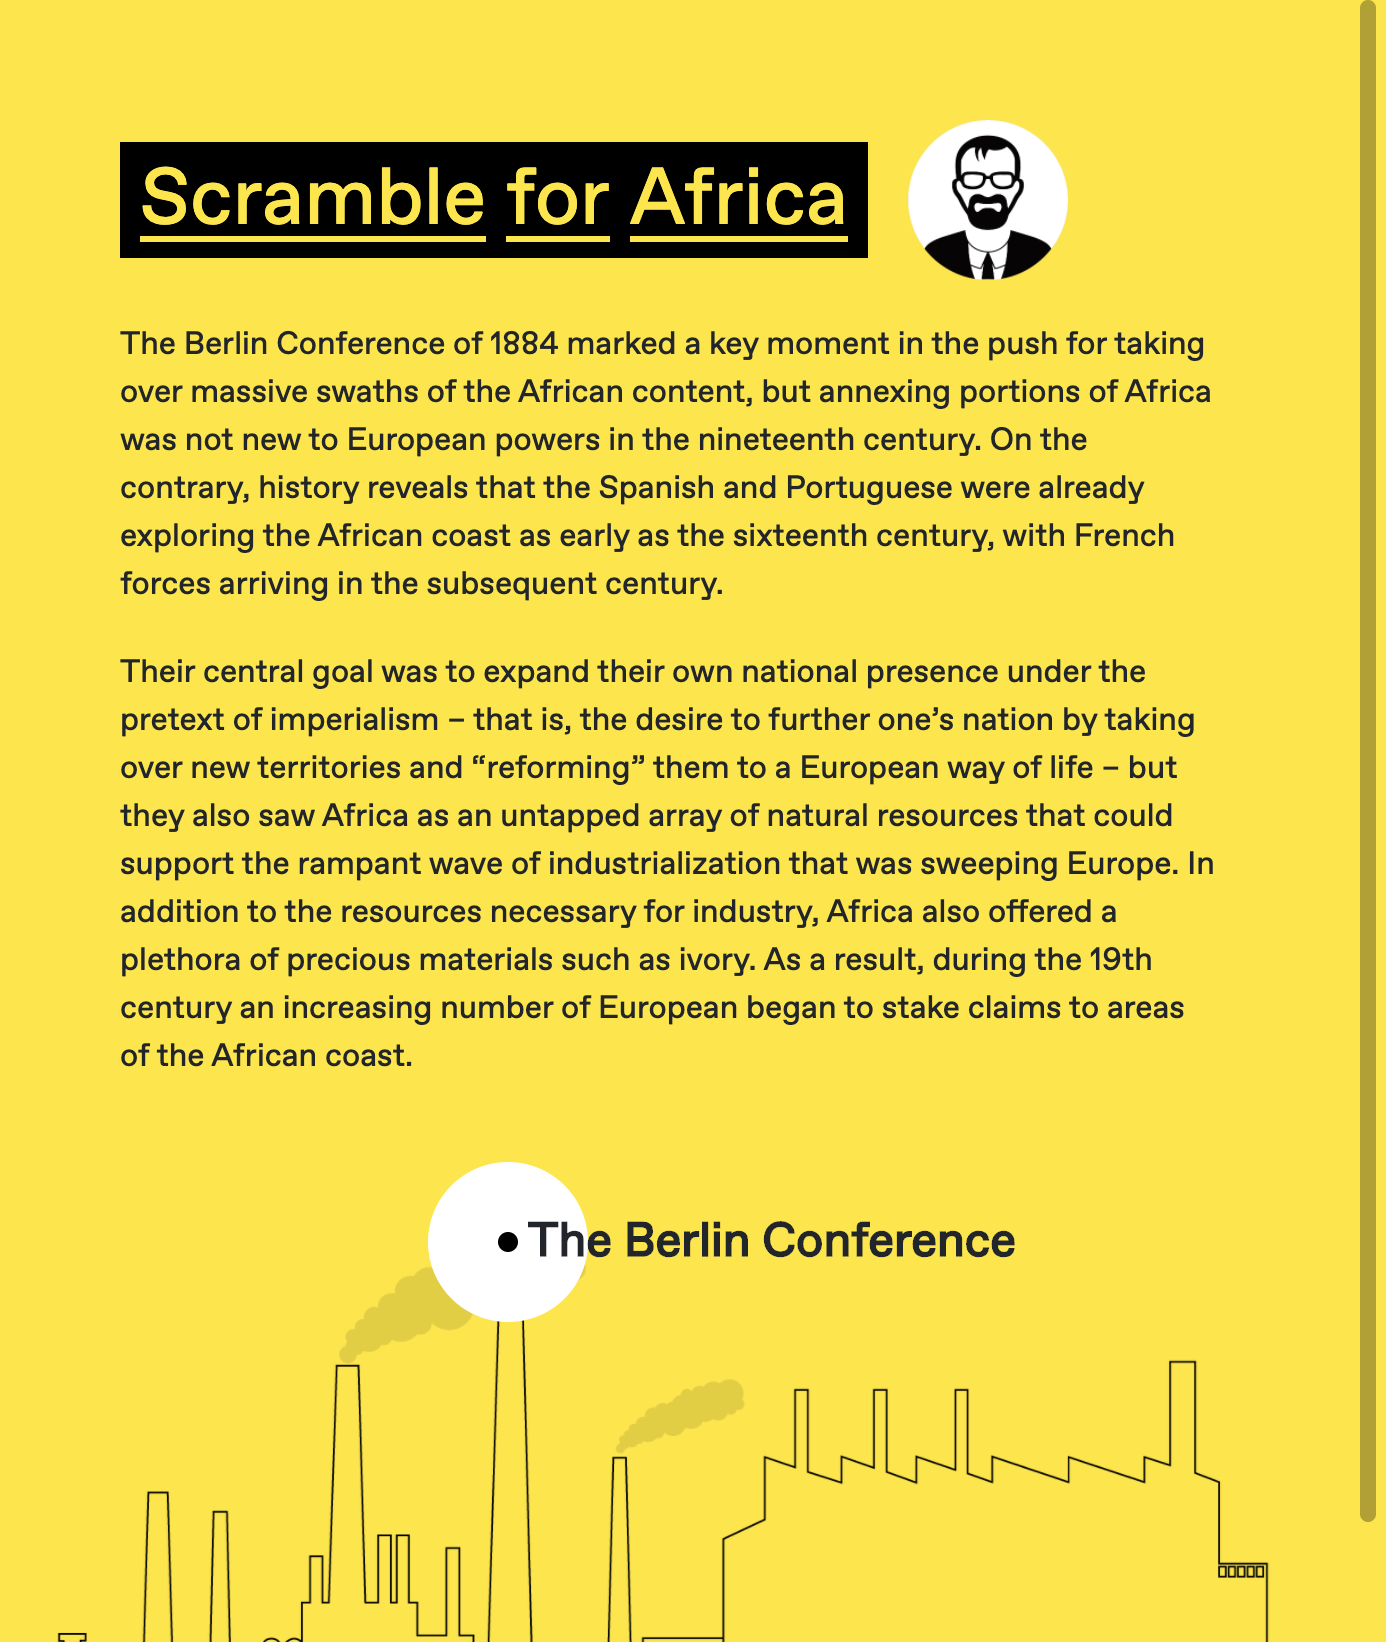 Scramble for Africa
The Berlin Conference of 1884 marked a key moment in the push for taking
over massive swaths of the African content, but annexing portions of Africa
was not new to European powers in the nineteenth century. On the
contrary, history reveals that the Spanish and Portuguese were already
exploring the African coast as early as the sixteenth century, with French
forces arriving in the subsequent century.
Their central goal was to expand their own national presence under the
pretext of imperialism – that is, the desire to further one’s nation by taking
over new territories and “reforming” them to a European way of life – but
they also saw Africa as an untapped array of natural resources that could
support the rampant wave of industrialization that was sweeping Europe. In
addition to the resources necessary for industry, Africa also offered a
plethora of precious materials such as ivory. As a result, during the 19th
century an increasing number of European began to stake claims to areas
of the African coast.
The Berlin Conference